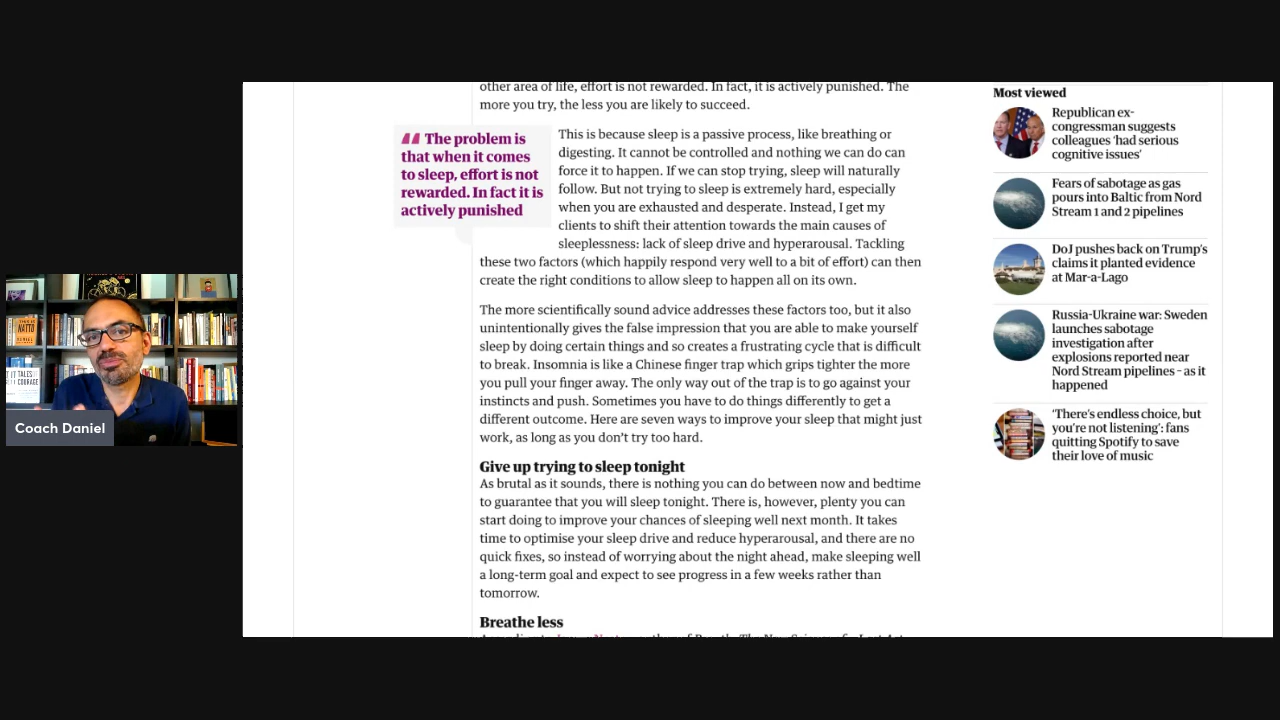 other area of life, effort is not rewarded. In fact, it is actively punished. The
more you try, the less you are likely to succeed.
The problem is
that when it comes
to sleep, effort is not
rewarded. In fact it is
actively punished
This is because sleep is a passive process, like breathing or
digesting. It cannot be controlled and nothing we can do can
force it to happen. If we can stop trying, sleep will naturally
follow. But not trying to sleep is extremely hard, especially
when you are exhausted and desperate. Instead, I get my
clients to shift their attention towards the main causes of
sleeplessness: lack of sleep drive and hyperarousal. Tackling
these two factors (which happily respond very well to a bit of effort) can then
create the right conditions to allow sleep to happen all on its own.
The more scientifically sound advice addresses these factors too, but it also
unintentionally gives the false impression that you are able to make yourself
sleep by doing certain things and so creates a frustrating cycle that is difficult
to break. Insomnia is like a Chinese finger trap which grips tighter the more
you pull your finger away. The only way out of the trap is to go against your
instincts and push. Sometimes you have to do things differently to get a
different outcome. Here are seven ways to improve your sleep that might just
work, as long as you don’t try too hard.
Give up trying to sleep tonight
As brutal as it sounds, there is nothing you can do between now and bedtime
to guarantee that you will sleep tonight. There is, however, plenty you can
start doing to improve your chances of sleeping well next month. It takes
time to optimise your sleep drive and reduce hyperarousal, and there are no
quick fixes, so instead of worrying about the night ahead, make sleeping well
a long-term goal and expect to see progress in a few weeks rather than
tomorrow.
Breathe less
Most viewed
Republican ex-
congressman suggests
colleagues ‘had serious
cognitive issues’
Fears of sabotage as gas
pours into Baltic from Nord
Stream 1 and 2 pipelines
DoJ pushes back on Trump’s
claims it planted evidence
at Mar-a-Lago
Russia-Ukraine war: Sweden
launches sabotage
investigation after
explosions reported near
Nord Stream pipelines – as it
happened
‘There’s endless choice, but
you’re not listening’: fans
quitting Spotify to save
their love of music
NATTO
TALES
COURAGE
Coach Daniel